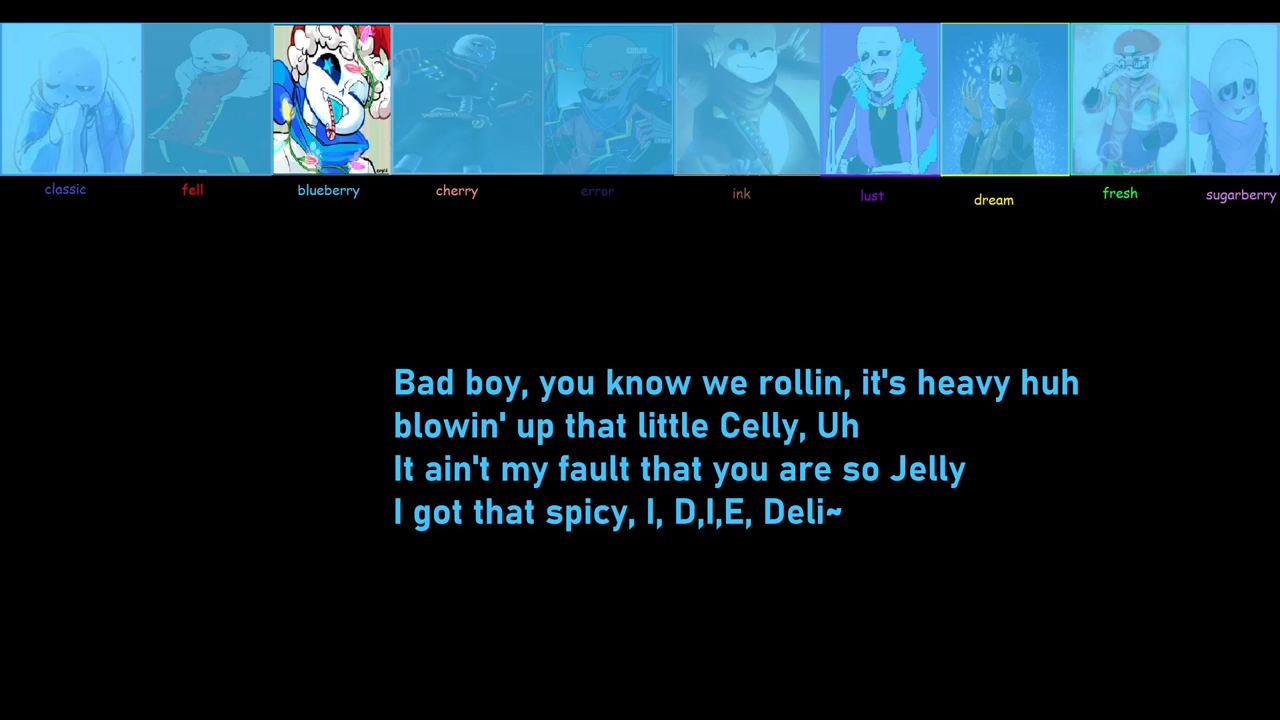 classic fell blueberry cherry error ink lust dream fresh sugarberry
Bad boy, you know we rollin, it's heavy huh
blowin' up that little Celly, Uh
It ain't my fault that you are so Jelly
I got that spicy, I, D,I,E, Deli~